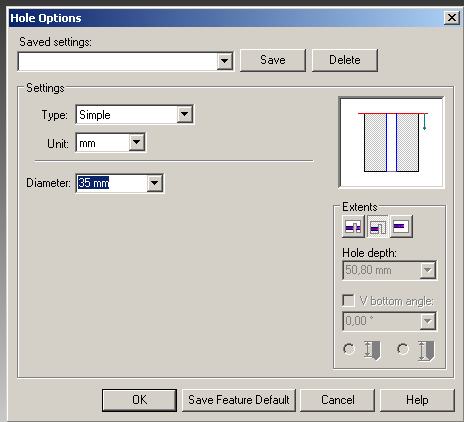 Hole Options
Saved settings:
Save Delete
Settings
Type: Simple
Unit: mm
Diameter: 35 mm
Extents
Hole depth:
50,80 mm
V bottom angle:
0,00 °
OK Save Feature Default Cancel Help